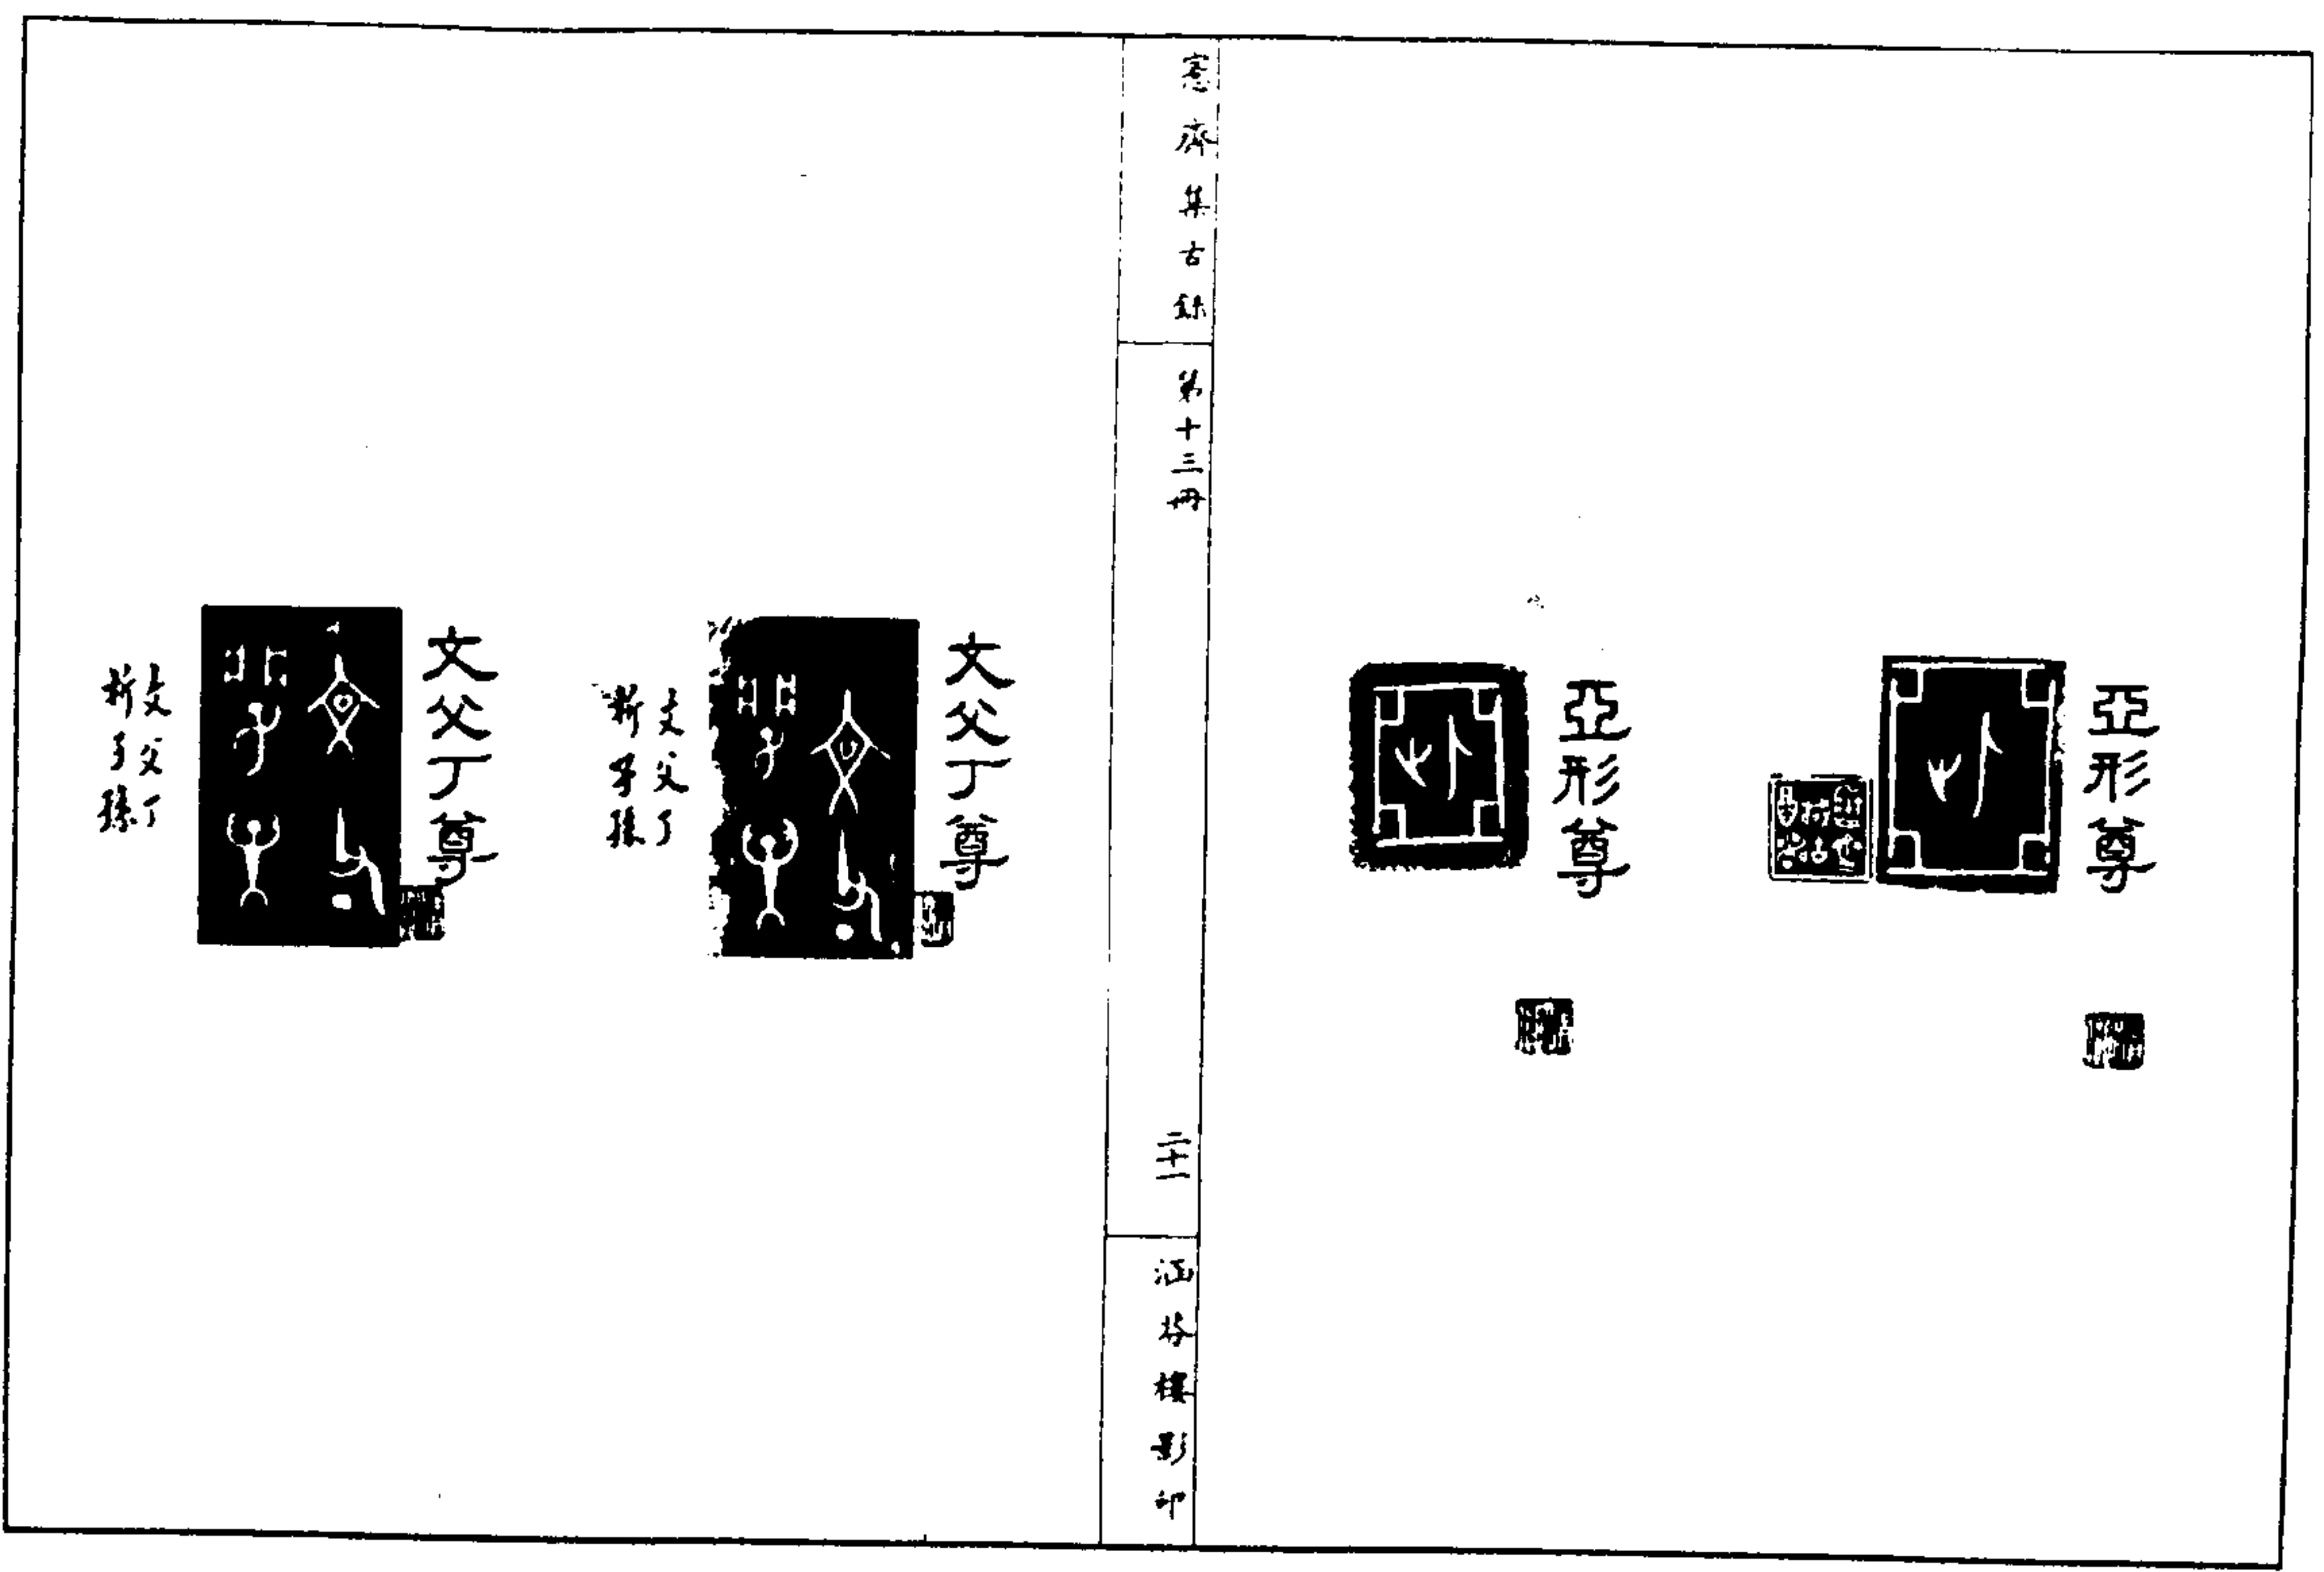 亞形尊
亞形尊
愙齋集古錄
第十三冊
二十一
涵芬樓影印
文父丁尊
文父丁
析子孫
文父丁尊
文父丁
析子孫